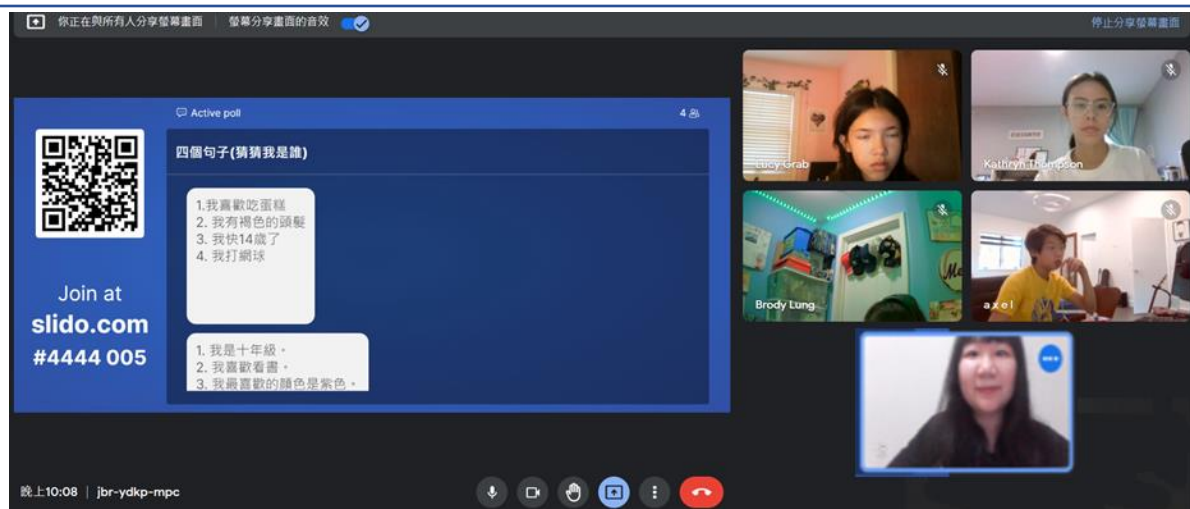 你正在與所有人分享螢幕畫面
螢幕分享畫面的音效
停止分享螢幕畫面
Active poll
4
四個句子(猜猜我是誰)
1.我喜歡吃蛋糕
2. 我有褐色的頭髮
3. 我快14歲了
4. 我打網球
Join at
slido.com
#4444 005
1. 我是十年級。
2. 我喜歡看書。
3. 我最喜歡的顏色是紫色。
Lucy Grab
Kathryn Thompson
Brody Lung
Me
axel
晚上10:08 | jbr-ydkp-mpc